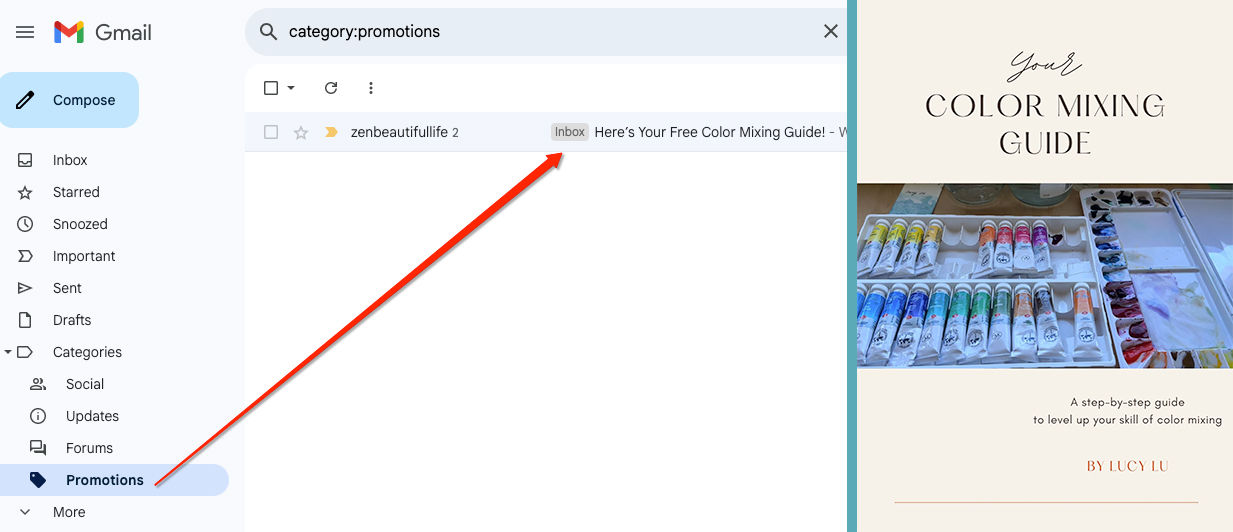 Gmail
category:promotions
Compose
zenbeautifullife 2
Inbox
Here's Your Free Color Mixing Guide! -
Inbox
Starred
Snoozed
Important
Sent
Drafts
Categories
Social
Updates
Forums
Promotions
More
Your
COLOR MIXING
GUIDE
A step-by-step guide
to level up your skill of color mixing
BY LUCY LU